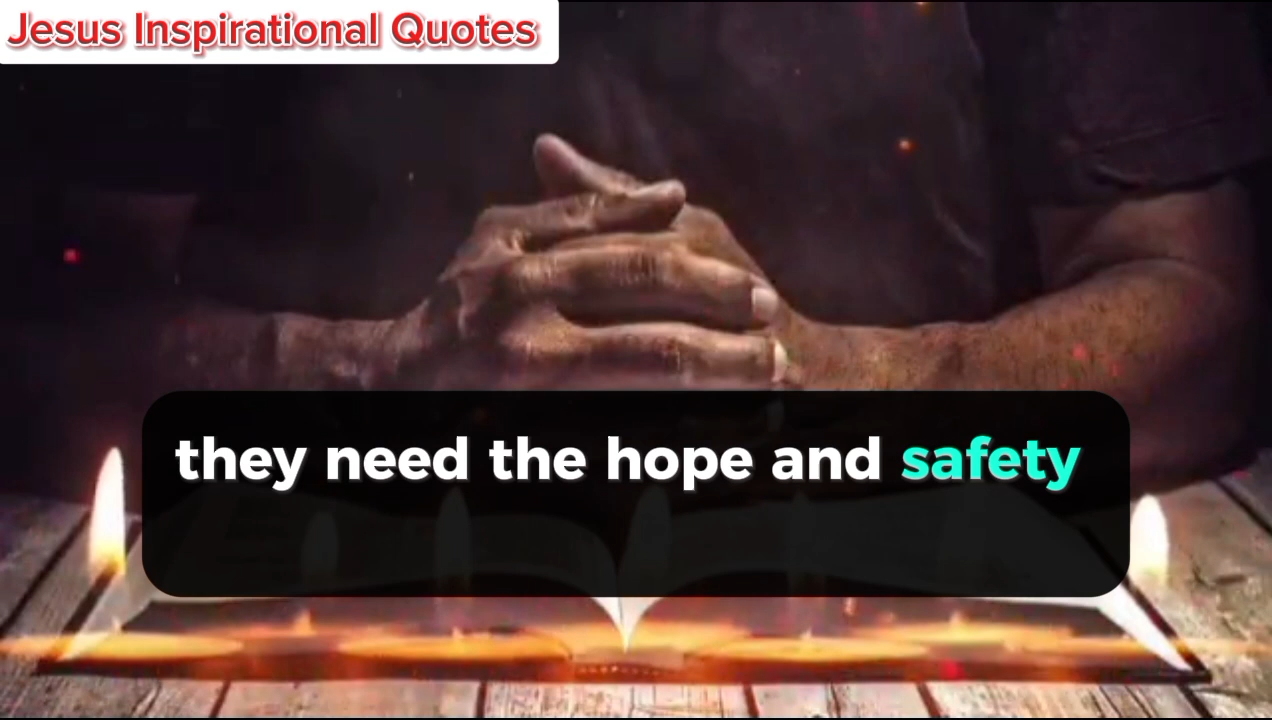 Jesus Inspirational Quotes
they need the hope and safety